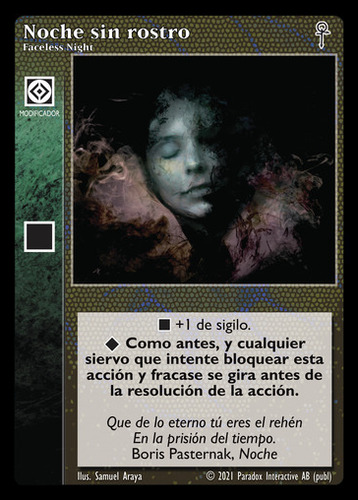 Noche sin rostro
Faceless Night
MODIFICADOR
+1 de sigilo.
Como antes, y cualquier
siervo que intente bloquear esta
acción y fracase se gira antes de
la resolución de la acción.
Que de lo eterno tú eres el rehén
En la prisión del tiempo.
Boris Pasternak, Noche
Ilus. Samuel Araya
© 2021 Paradox Interactive AB (publ)